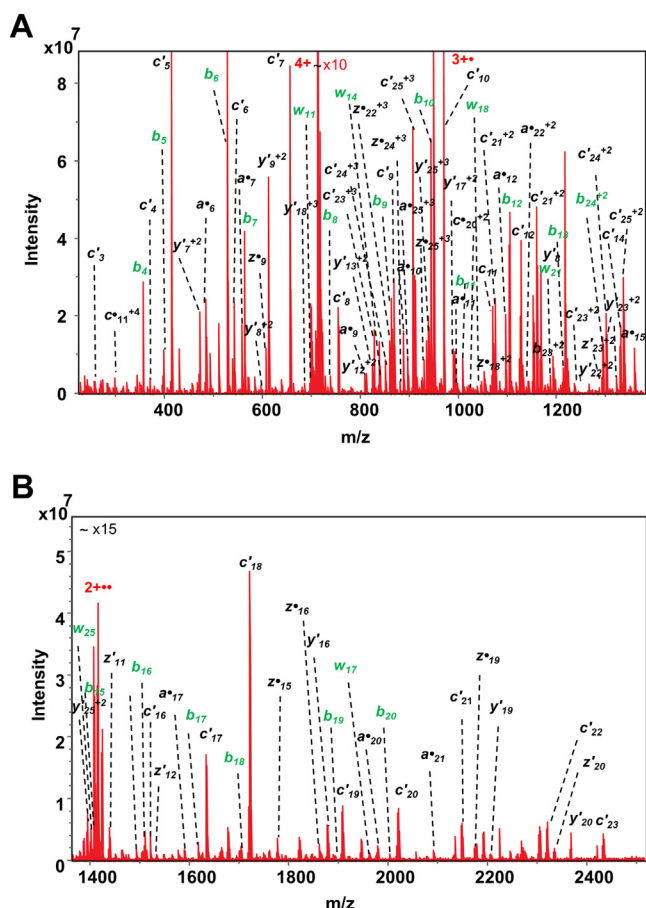 A
x10⁷
8
6
4
2
0
Intensity
400
600
800
1000
1200
m/z
c'₃
c•₁₁⁺⁴
b₄
c'₄
b₅
c'₅
y'₇⁺²
a•₆
b₆
c'₆
a•₇
b₇
y'₈⁺²
z•₉
y'₉⁺²
c'₇
4+
~x10
w₁₁
y'₁₈⁺³
b₈
c'₈
a•₉
y'₁₂⁺²
y'₁₃⁺²
c'₂₃⁺³
c'₂₄⁺³
w₁₄
z•₂₂⁺³
c'₉
b₉
z•₂₄⁺³
c'₂₅⁺³
a•₁₀
a•₂₅⁺³
b₁₀
y'₂₅⁺³
z•₂₅⁺³
3+•
c'₁₀
y'₁₇⁺²
c•₂₀⁺²
b₁₁
a•₁₁
w₁₈
z•₁₈⁺²
c₁₁
c'₂₁⁺²
a•₁₂
b₁₂
c'₁₂
a•₂₂⁺²
c'₂₁⁺²
w₂₁
b₂₃⁺²
b₁₃
y'₈
c'₂₃⁺²
z'₂₃⁺²
y'₂₂⁺²
b₂₄⁺²
c'₂₄⁺²
c'₁₄
c'₂₅⁺²
y'₂₃⁺²
a•₁₅
B
x10⁷
~ x15
5
4
3
2
1
0
Intensity
1400
1600
1800
2000
2200
2400
m/z
2+••
w₂₅
b₁₅
y'₂₅⁺²
z'₁₁
b₁₆
c'₁₆
z'₁₂
a•₁₇
b₁₇
c'₁₇
b₁₈
c'₁₈
z•₁₅
z•₁₆
y'₁₆
b₁₉
c'₁₉
w₁₇
a•₂₀
b₂₀
c'₂₀
a•₂₁
c'₂₁
z•₁₉
y'₁₉
c'₂₂
z'₂₀
y'₂₀
c'₂₃